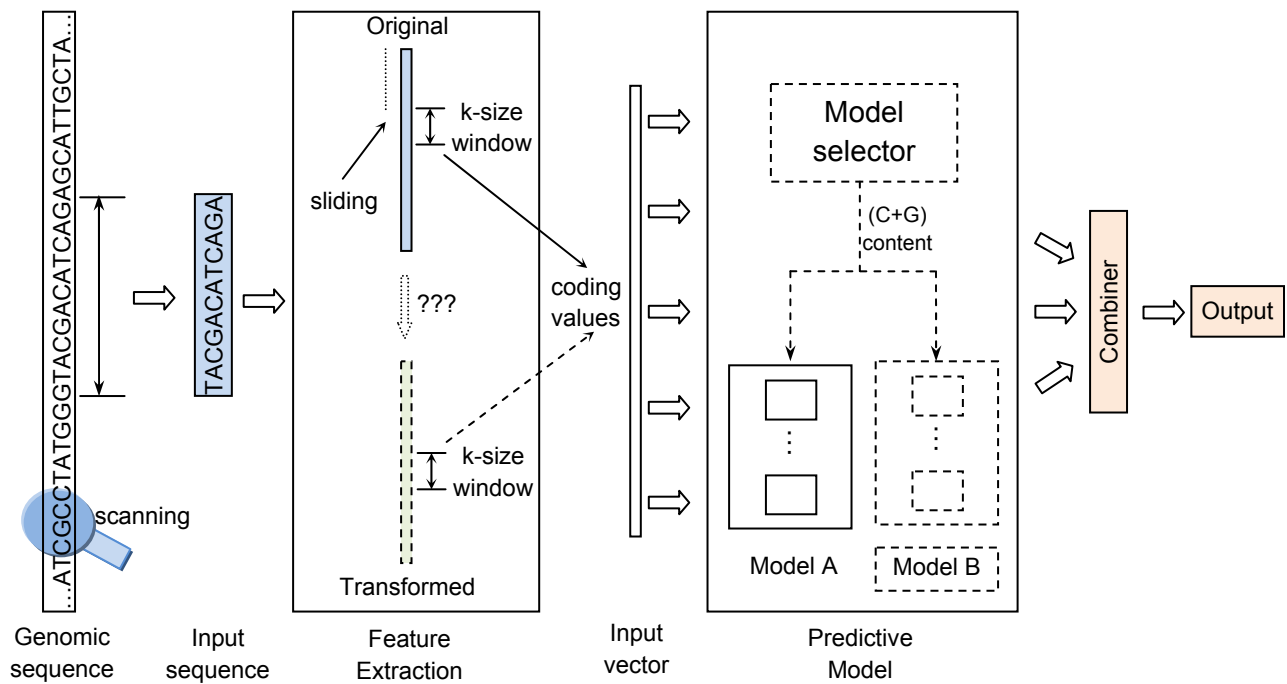 ...ATCGCCTATGGGTACGACATCAGAGCATTGCTA...
scanning
Genomic
sequence
TACGACATCAGA
Input
sequence
Original
k-size
window
sliding
???
coding
values
k-size
window
Transformed
Feature
Extraction
Input
vector
Model
selector
(C+G)
content
⋮
⋮
Model A
Model B
Predictive
Model
Combiner
Output